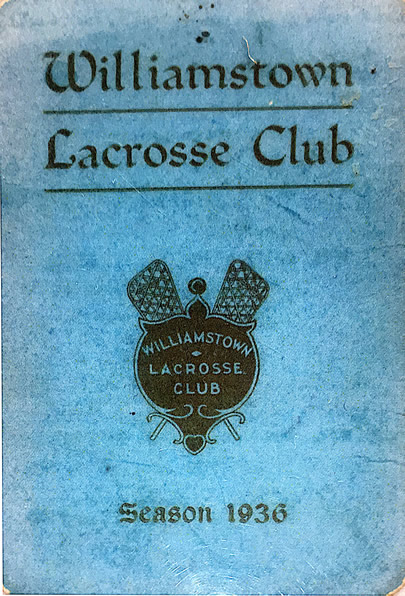 Williamstown
Lacrosse Club
WILLIAMSTOWN
LACROSSE
CLUB
Season 1936